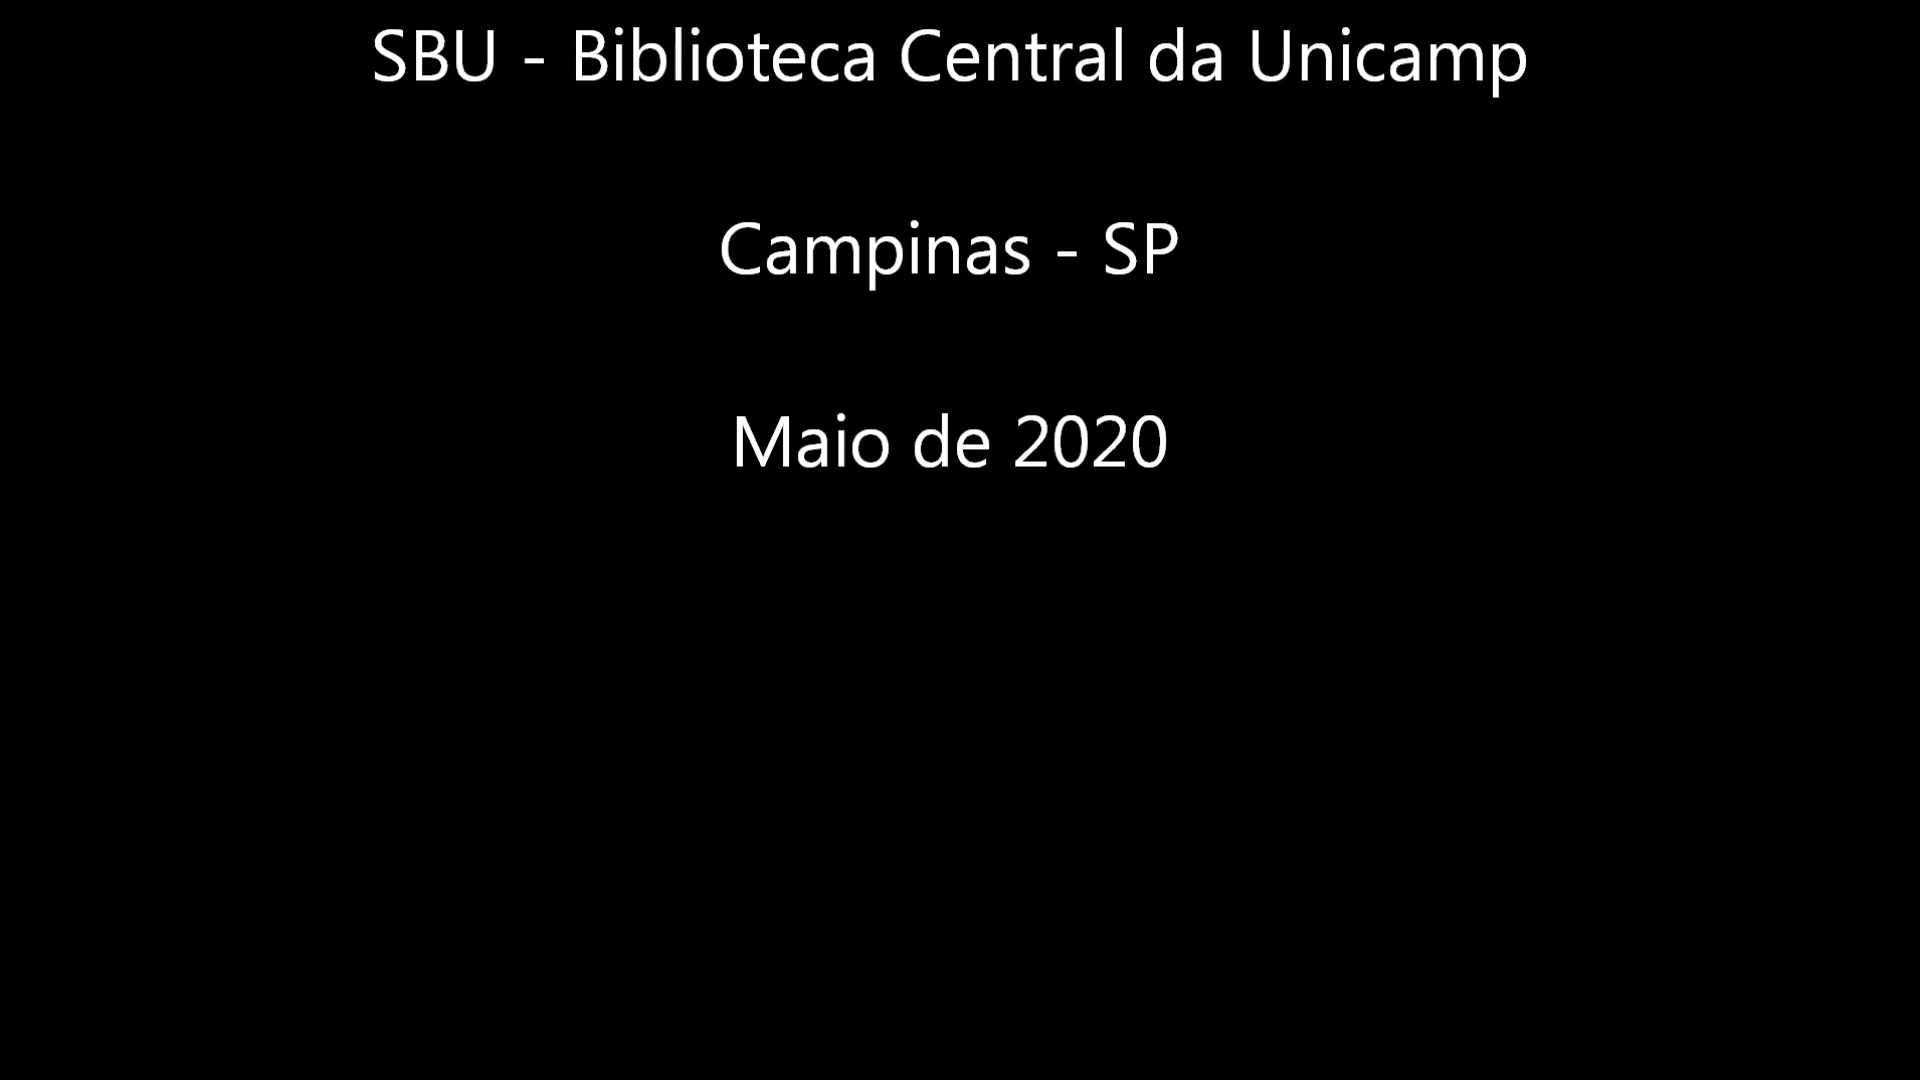 SBU - Biblioteca Central da Unicamp
Campinas - SP
Maio de 2020